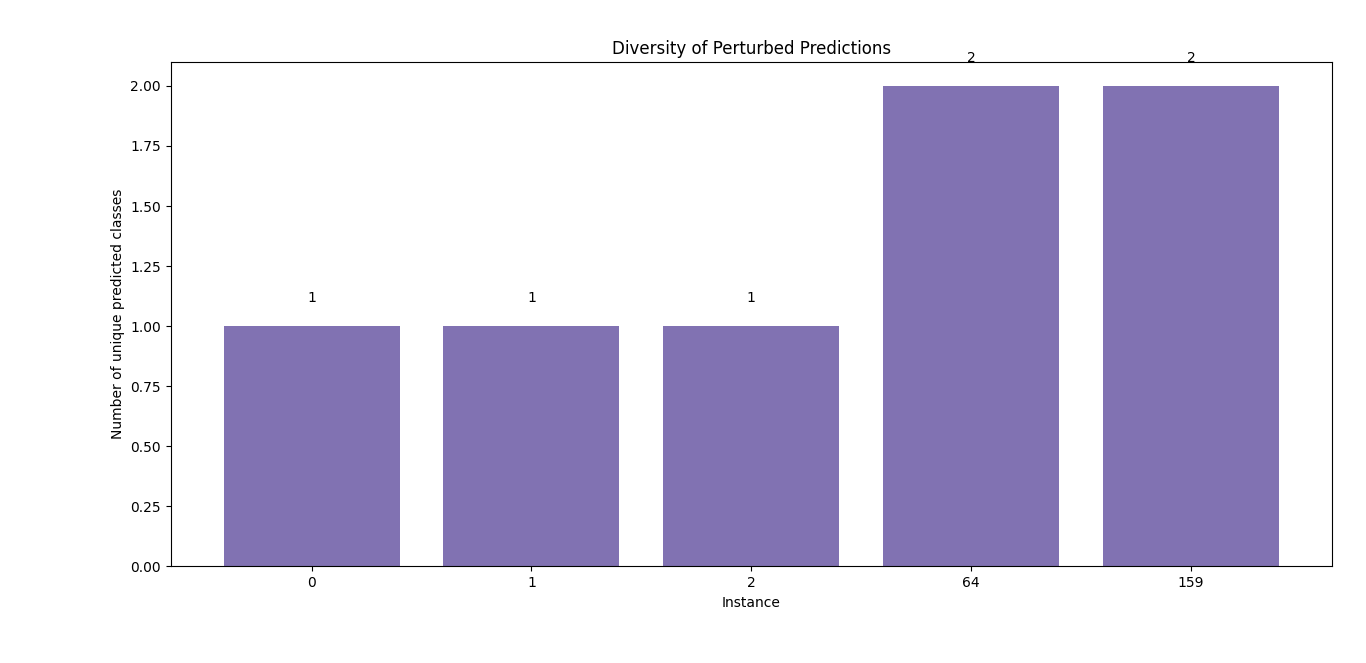 Diversity of Perturbed Predictions
2 2
2.00
1.75
1.50
1.25
1 1 1
1.00
0.75
0.50
0.25
0.00
Number of unique predicted classes
0 1 2 64 159
Instance